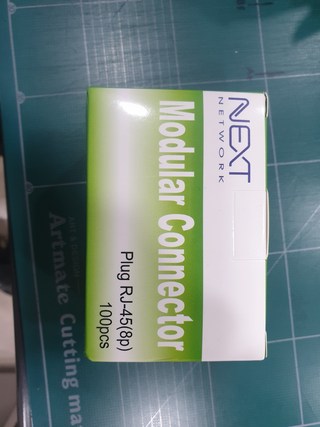 NEXT
NETWORK
Modular Connector
Plug RJ-45(8p)
100pcs
Artmate Cutting ma